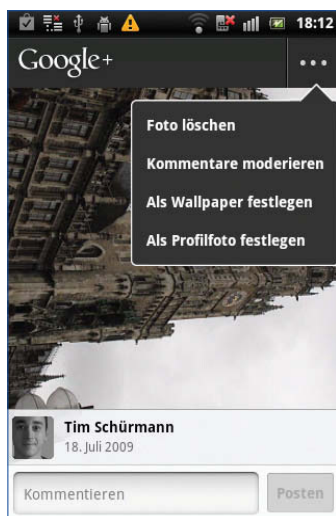 18:12
Google+
Foto löschen
Kommentare moderieren
Als Wallpaper festlegen
Als Profilfoto festlegen
Tim Schürmann
18. Juli 2009
Kommentieren
Posten